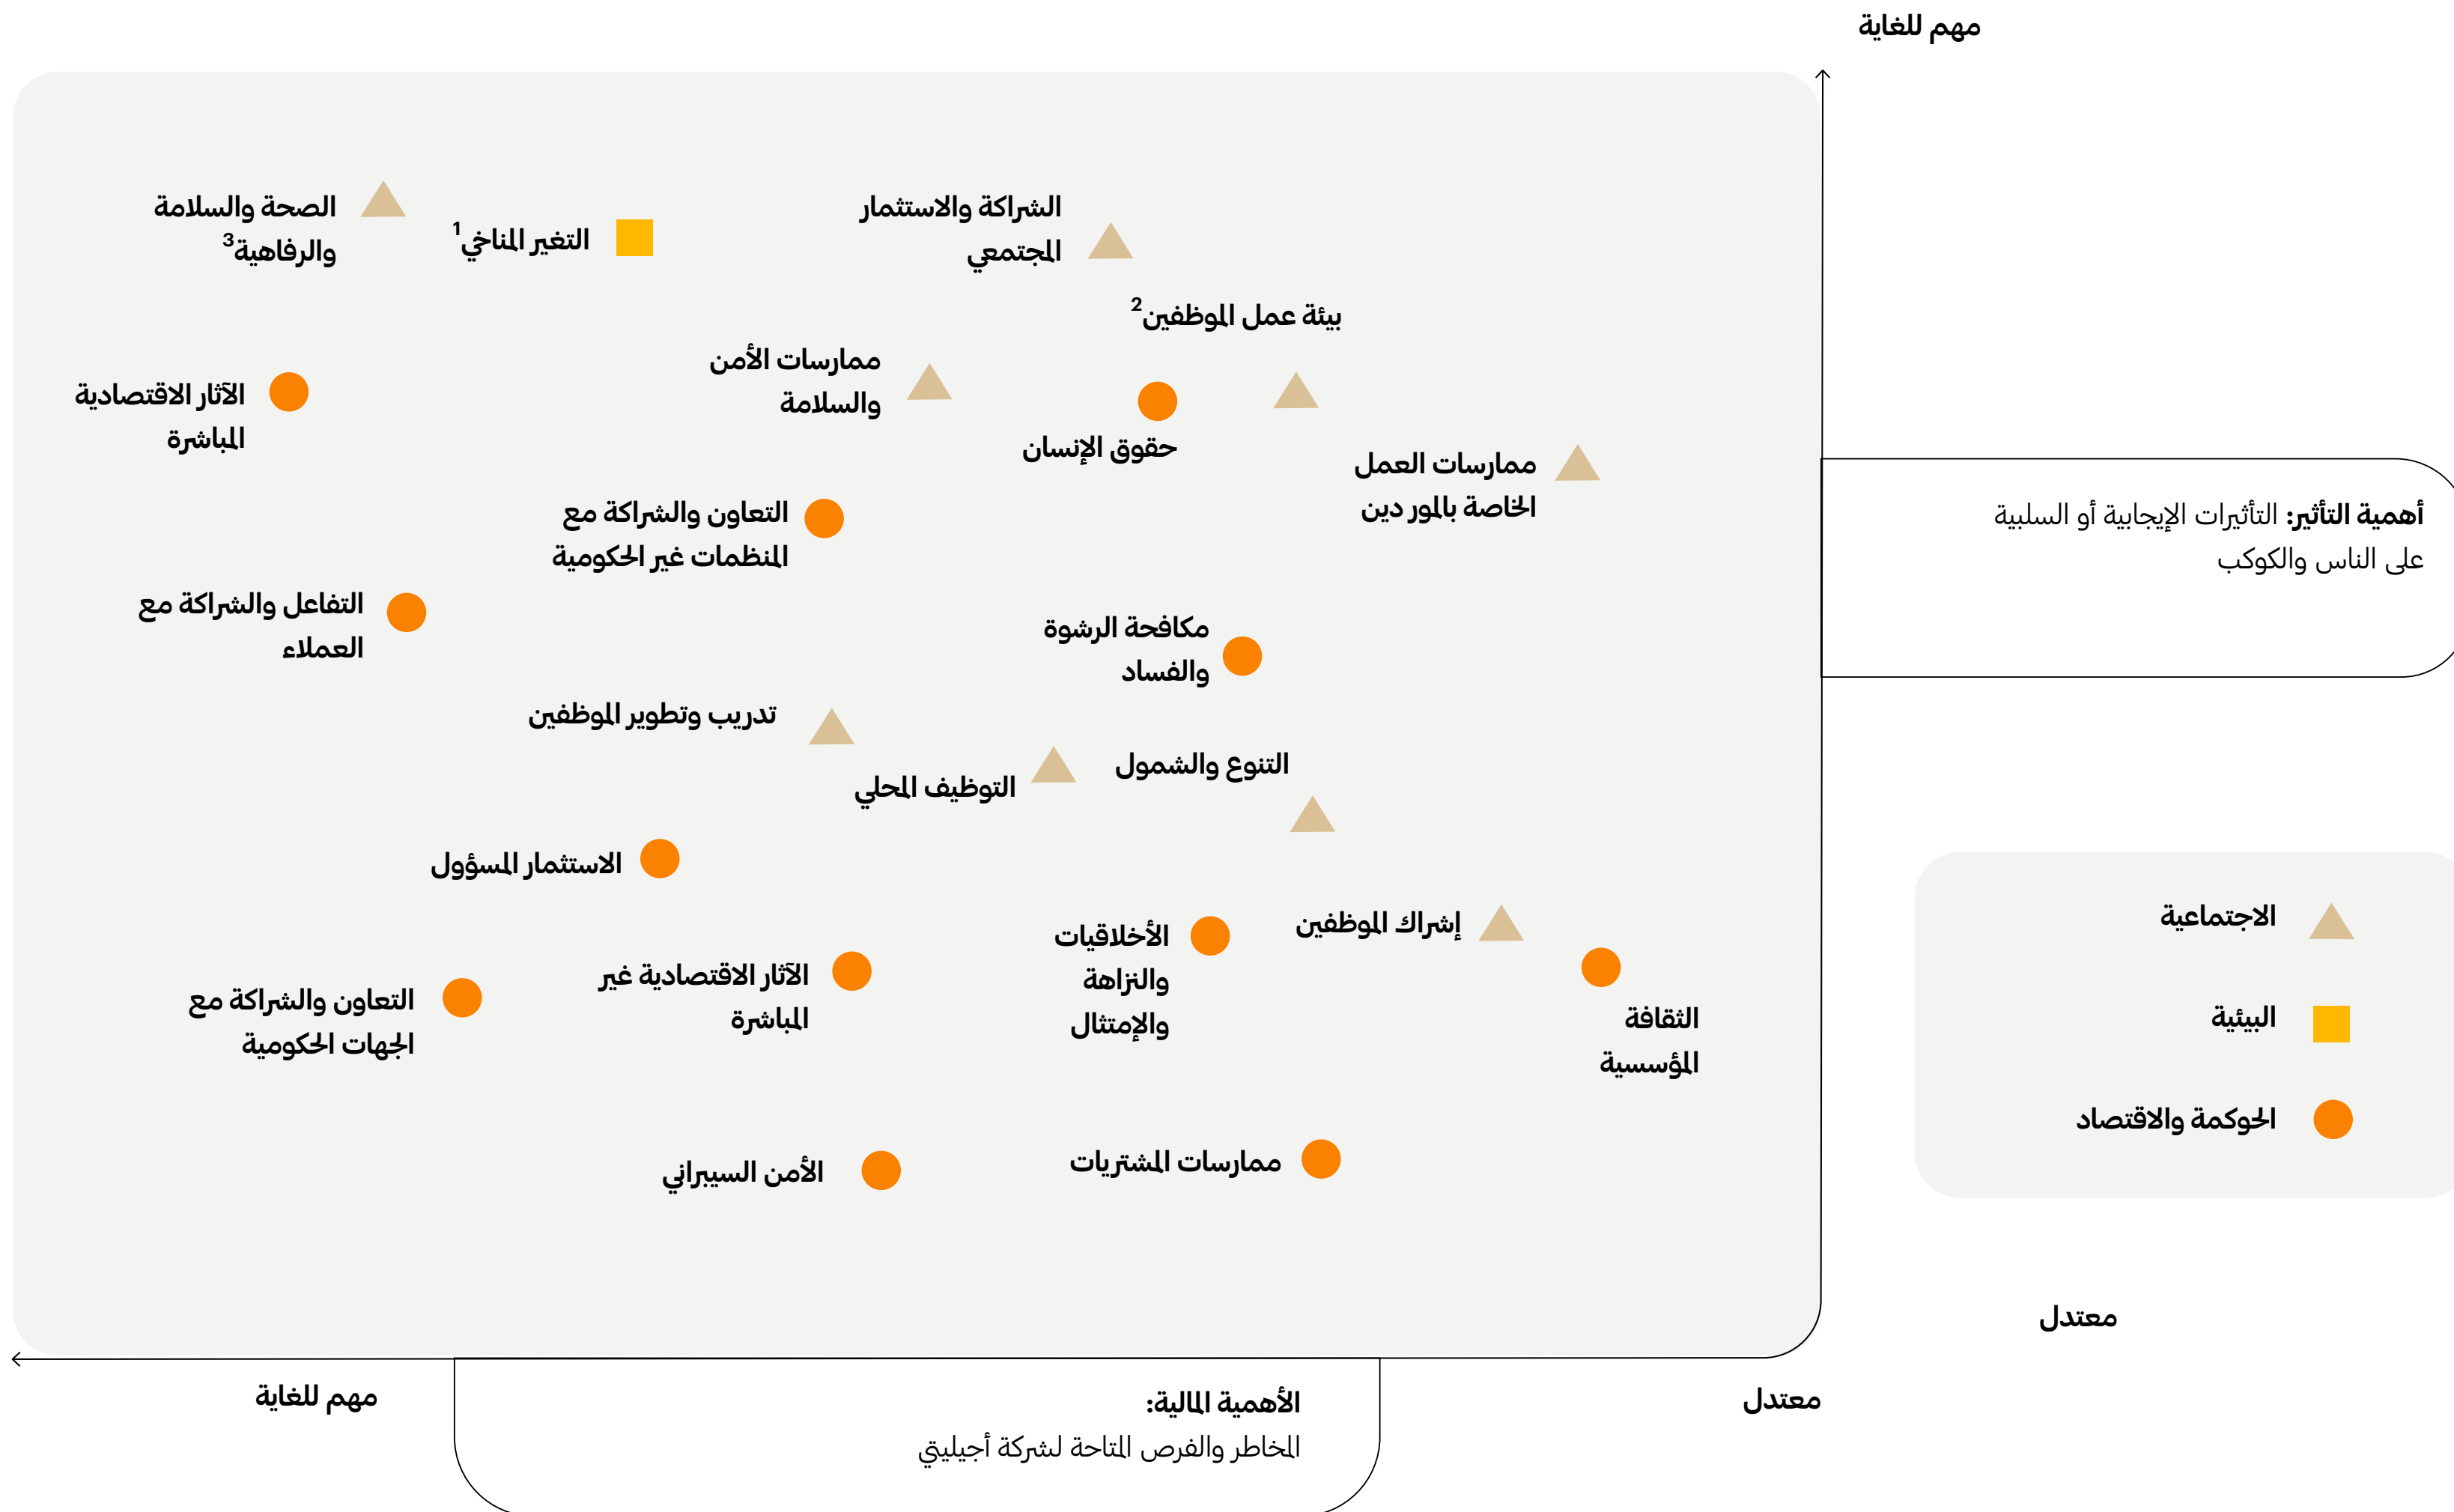 مهم للغاية
الشراكة والاستثمار
المجتمعي
التغير المناخي1
الصحة والسلامة
والرفاهية3
بيئة عمل الموظفين2
ممارسات الأمن
والسلامة
الآثار الاقتصادية
المباشرة
حقوق الإنسان
ممارسات العمل
الخاصة بالمور دين
أهمية التأثير: التأثيرات الإيجابية أو السلبية
على الناس والكوكب
التعاون والشراكة مع
المنظمات غير الحكومية
التفاعل والشراكة مع
العملاء
مكافحة الرشوة
والفساد
تدريب وتطوير الموظفين
التنوع والشمول
التوظيف المحلي
الاستثمار المسؤول
إشراك الموظفين
الأخلاقيات
والنزاهة
والإمتثال
الآثار الاقتصادية غير
المباشرة
التعاون والشراكة مع
الجهات الحكومية
الثقافة
المؤسسية
ممارسات المشتريات
الأمن السيبراني
الاجتماعية
البيئية
الحوكمة والاقتصاد
معتدل
معتدل
الأهمية المالية:
المخاطر والفرص المتاحة لشركة أجيليتي
مهم للغاية